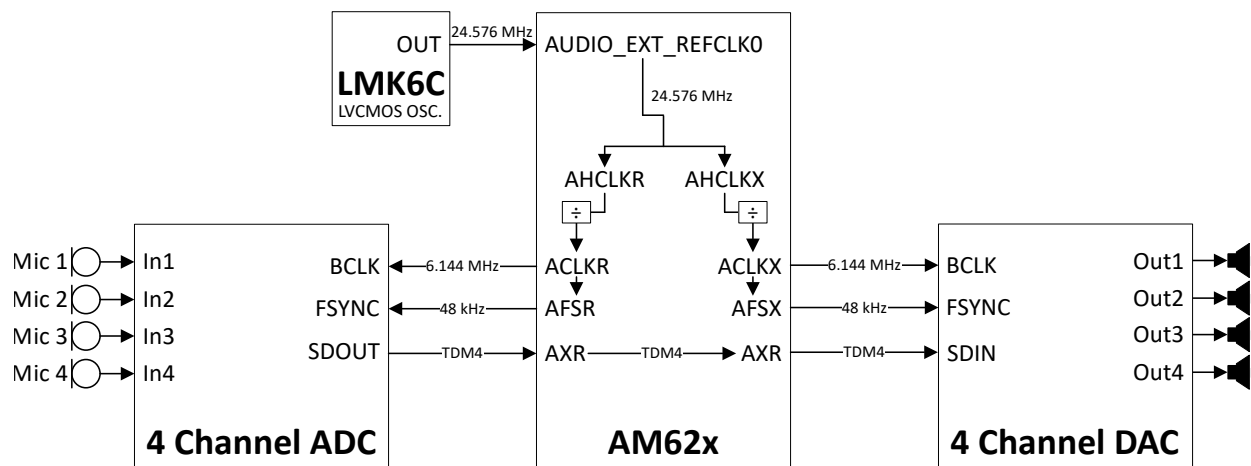 OUT
LMK6C
LVCMOS OSC.
24.576 MHz
AUDIO_EXT_REFCLK0
24.576 MHz
AHCLKR
AHCLKX
÷
÷
Mic 1
Mic 2
Mic 3
Mic 4
In1
In2
In3
In4
BCLK
FSYNC
SDOUT
4 Channel ADC
6.144 MHz
48 kHz
TDM4
ACLKR
AFSR
AXR
TDM4
ACLKX
AFSX
AXR
AM62x
6.144 MHz
48 kHz
TDM4
BCLK
FSYNC
SDIN
Out1
Out2
Out3
Out4
4 Channel DAC